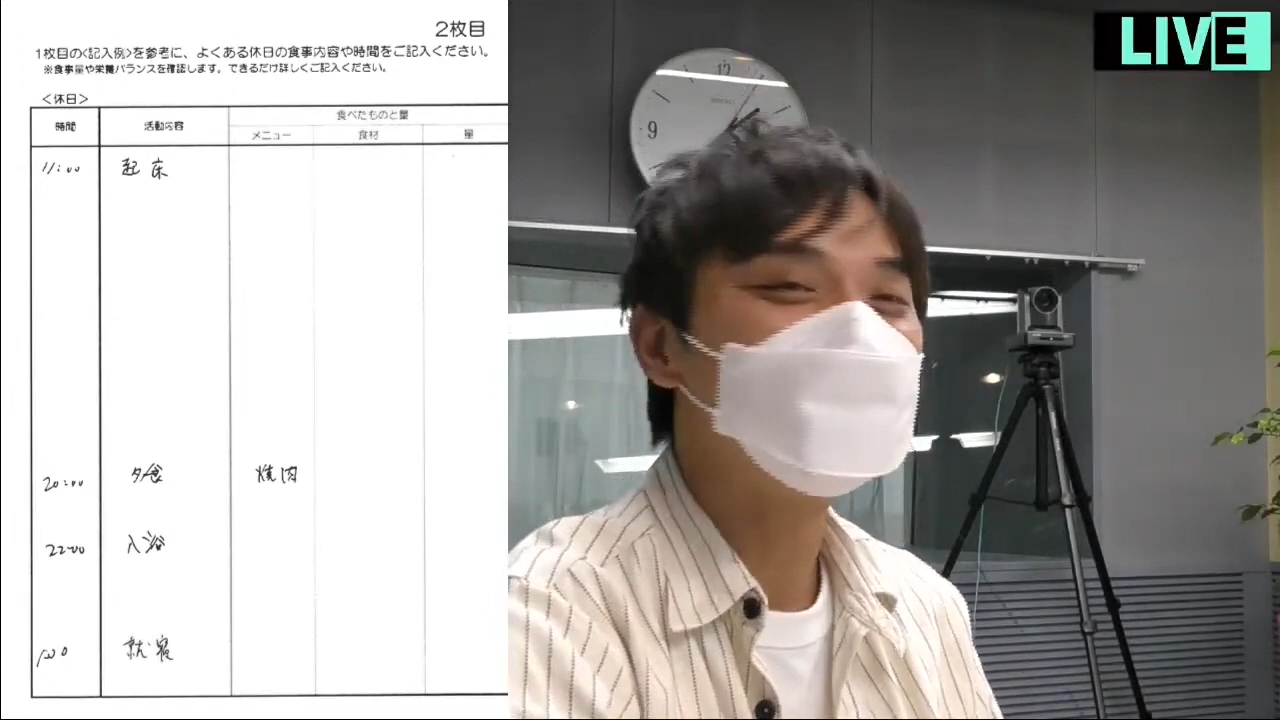 2枚目
1枚目の<記入例>を参考に、よくある休日の食事内容や時間をご記入ください。
※食事量や栄養バランスを確認します。できるだけ詳しくご記入ください。
<休日>
時間 活動内容 食べたものと量
メニュー 食材 量
11:00 起床
20:00 夕食 焼肉
22:00 入浴
1:00 就寝
LIVE
12
9